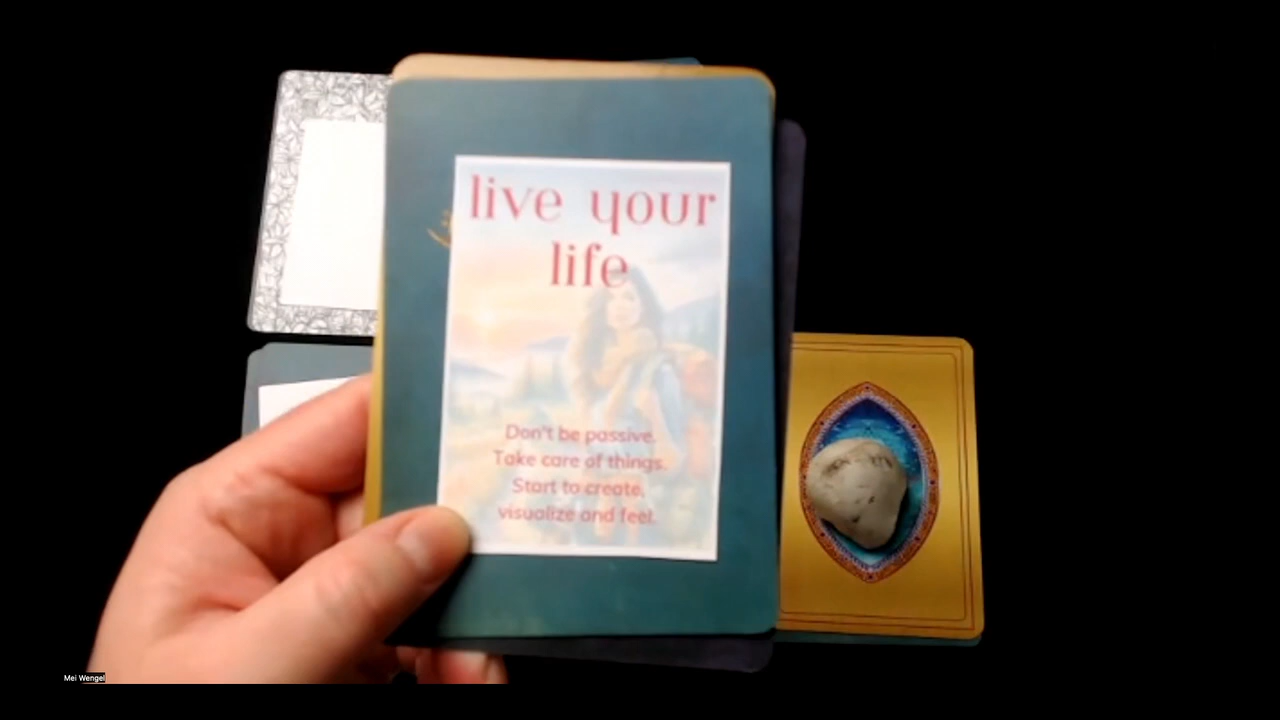 live your
life
Don't be passive.
Take care of things.
Start to create,
visualize and feel.
Mei Wengel